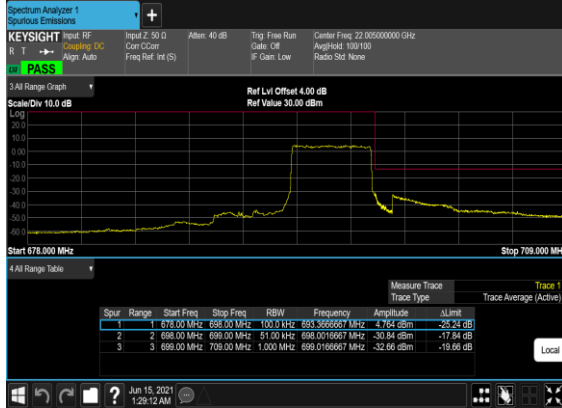 Spectrum Analyzer 1
Spurious Emissions
KEYSIGHT Input: RF Input Z: 50 Ω Atten: 40 dB Trig: Free Run Center Freq: 22.005000000 GHz
R T Coupling: DC Corr CCorr Gate: Off Avg|Hold: 100/100
Align: Auto Freq Ref: Int (S) IF Gain: Low Radio Std: None
PASS
3 All Range Graph
Ref Lvl Offset 4.00 dB
Scale/Div 10.0 dB Ref Value 30.00 dBm
Log
20.0
10.0
0.00
-10.0
-20.0
-30.0
-40.0
-50.0
-60.0
Start 678.000 MHz Stop 709.000 MHz
4 All Range Table
Measure Trace Trace 1
Trace Type Trace Average (Active)
Spur Range Start Freq Stop Freq RBW Frequency Amplitude ΔLimit
1 1 678.00 MHz 698.00 MHz 100.0 kHz 693.3666667 MHz 4.764 dBm -25.24 dB
2 2 698.00 MHz 699.00 MHz 51.00 kHz 698.0016667 MHz -30.84 dBm -17.84 dB
3 3 699.00 MHz 709.00 MHz 1.000 MHz 699.0166667 MHz -32.66 dBm -19.66 dB
Local
Jun 15, 2021
1:29:12 AM